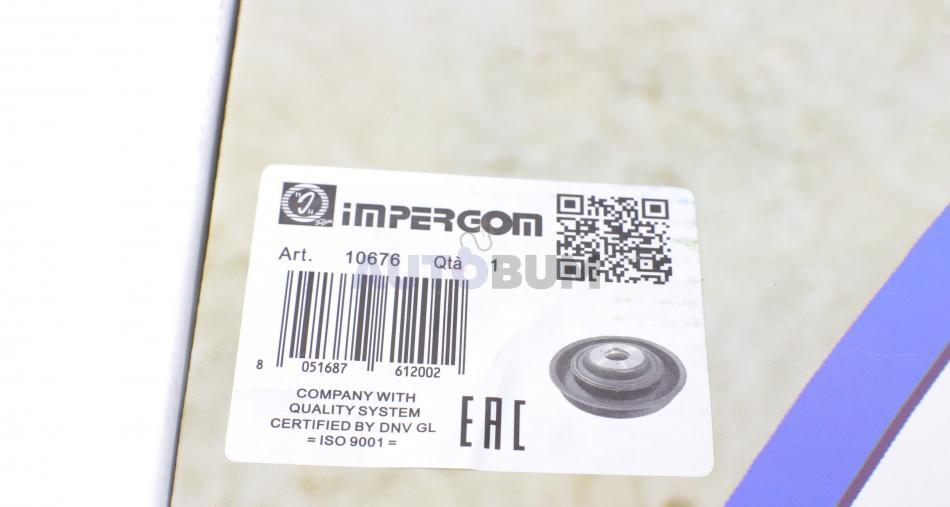 IMPERGOM
Art. 10676 Qtà 1
AUTOBUFI
8 051687 612002
COMPANY WITH
QUALITY SYSTEM
CERTIFIED BY DNV GL
= ISO 9001 =
EAC